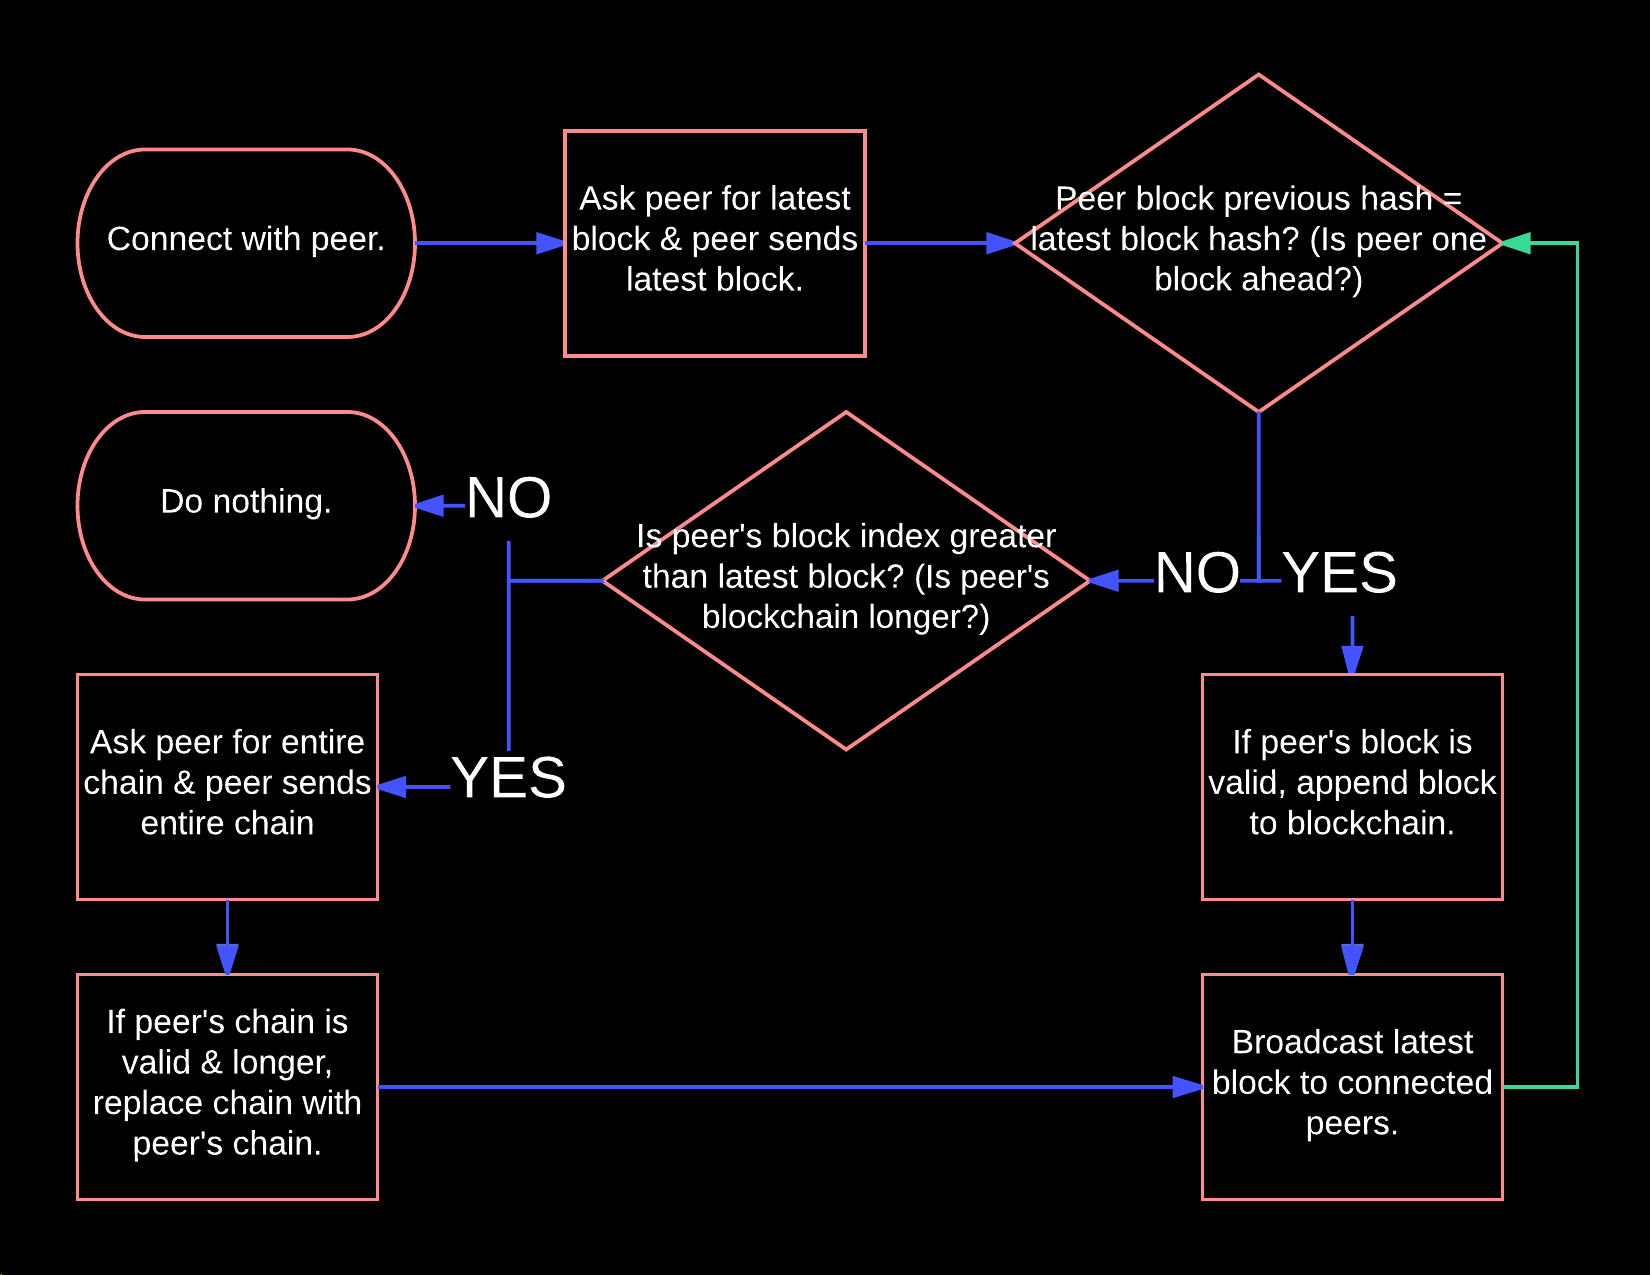 Connect with peer.
Ask peer for latest
block & peer sends
latest block.
Peer block previous hash =
latest block hash? (Is peer one
block ahead?)
Do nothing.
NO
Is peer's block index greater
than latest block? (Is peer's
blockchain longer?)
NO
YES
Ask peer for entire
chain & peer sends
entire chain
YES
If peer's block is
valid, append block
to blockchain.
If peer's chain is
valid & longer,
replace chain with
peer's chain.
Broadcast latest
block to connected
peers.